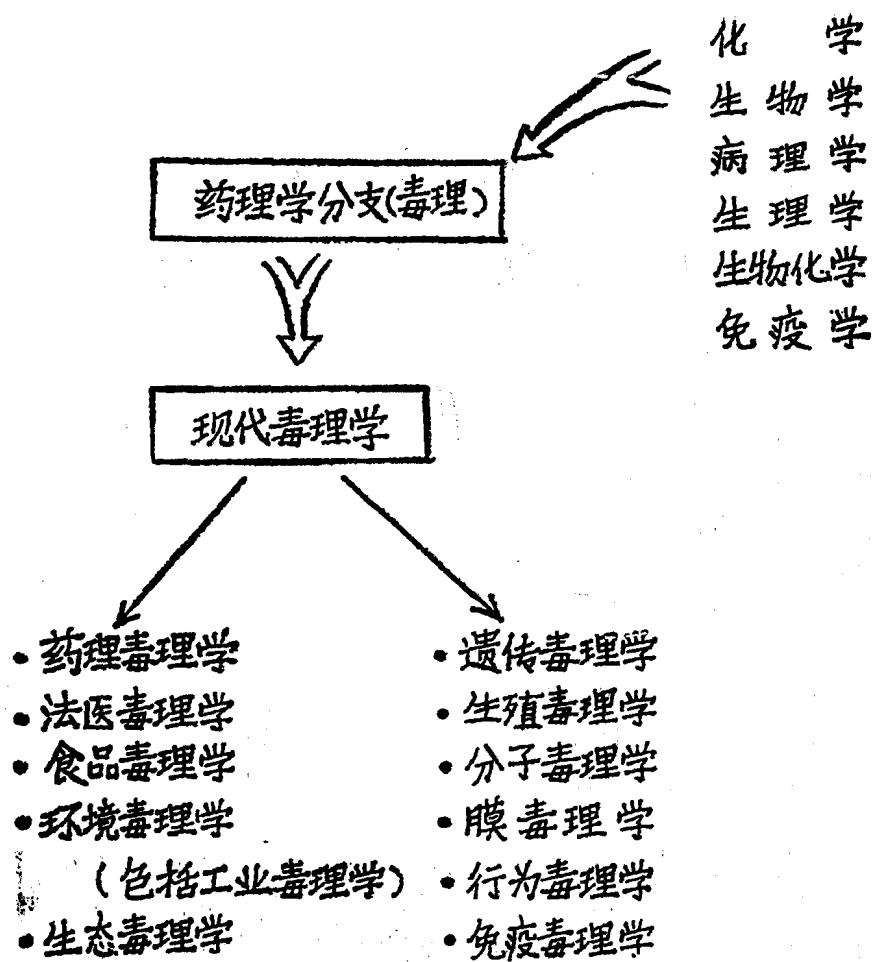 化学
生物学
病理学
生理学
生物化学
免疫学
药理学分支(毒理)
现代毒理学
• 药理毒理学
• 法医毒理学
• 食品毒理学
• 环境毒理学
(包括工业毒理学)
• 生态毒理学
• 遗传毒理学
• 生殖毒理学
• 分子毒理学
• 膜毒理学
• 行为毒理学
• 免疫毒理学